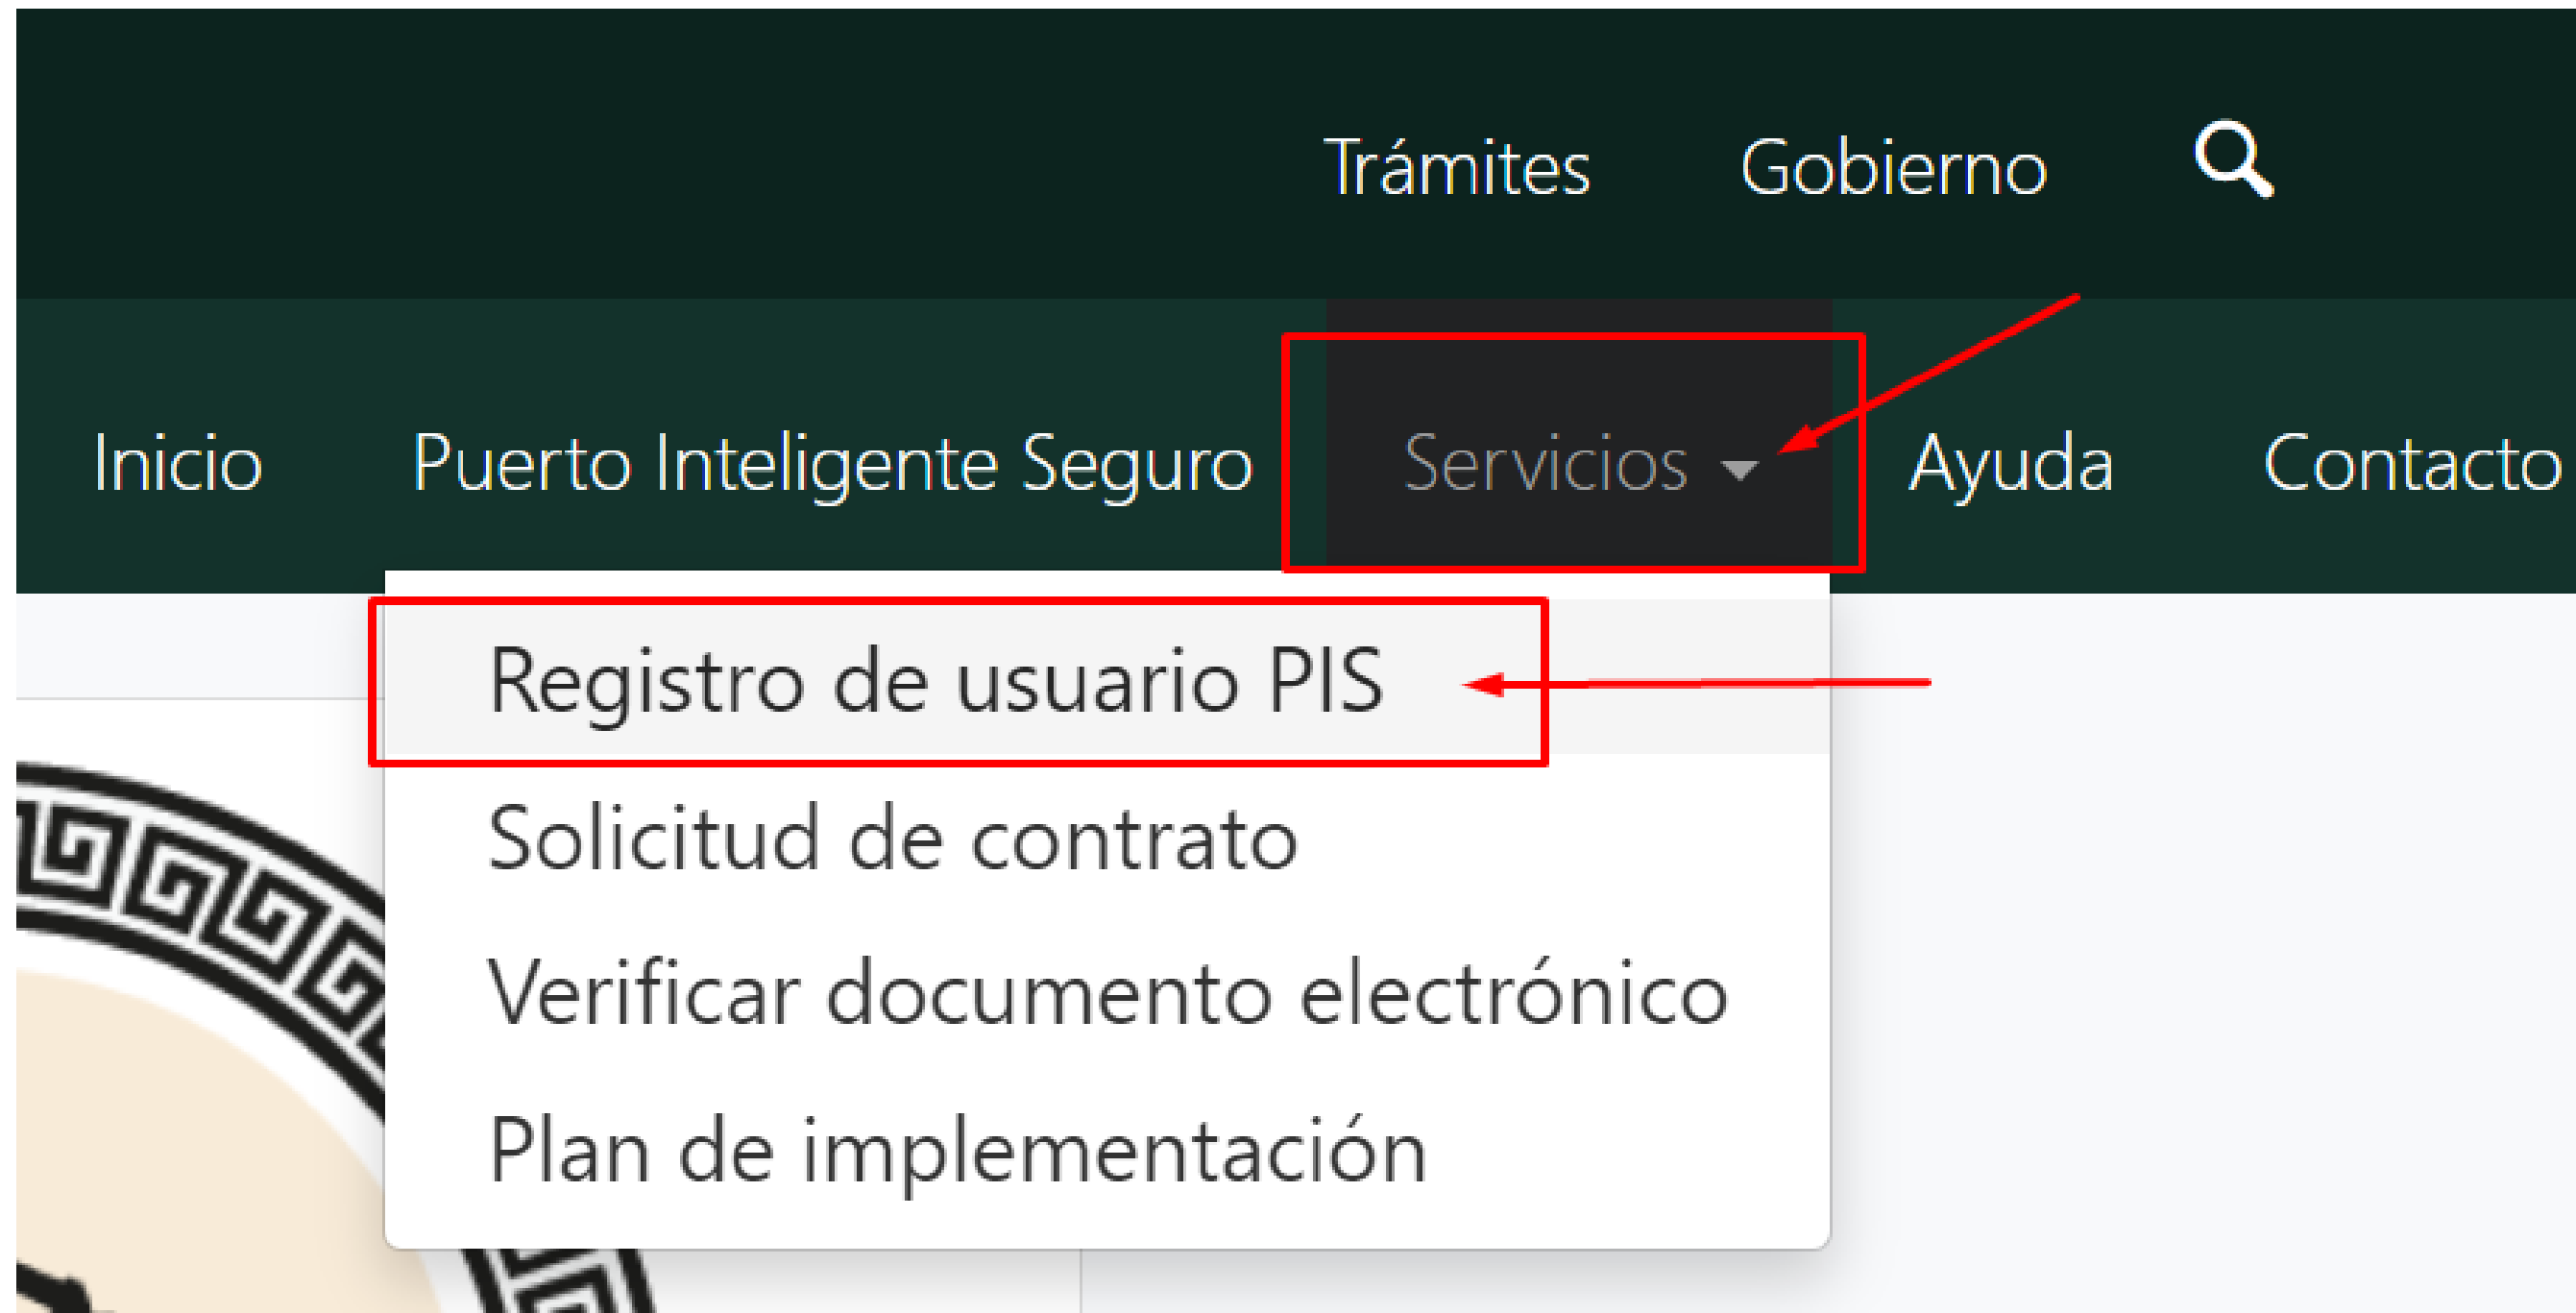 Trámites Gobierno
Inicio Puerto Inteligente Seguro Servicios Ayuda Contacto
Registro de usuario PIS
Solicitud de contrato
Verificar documento electrónico
Plan de implementación